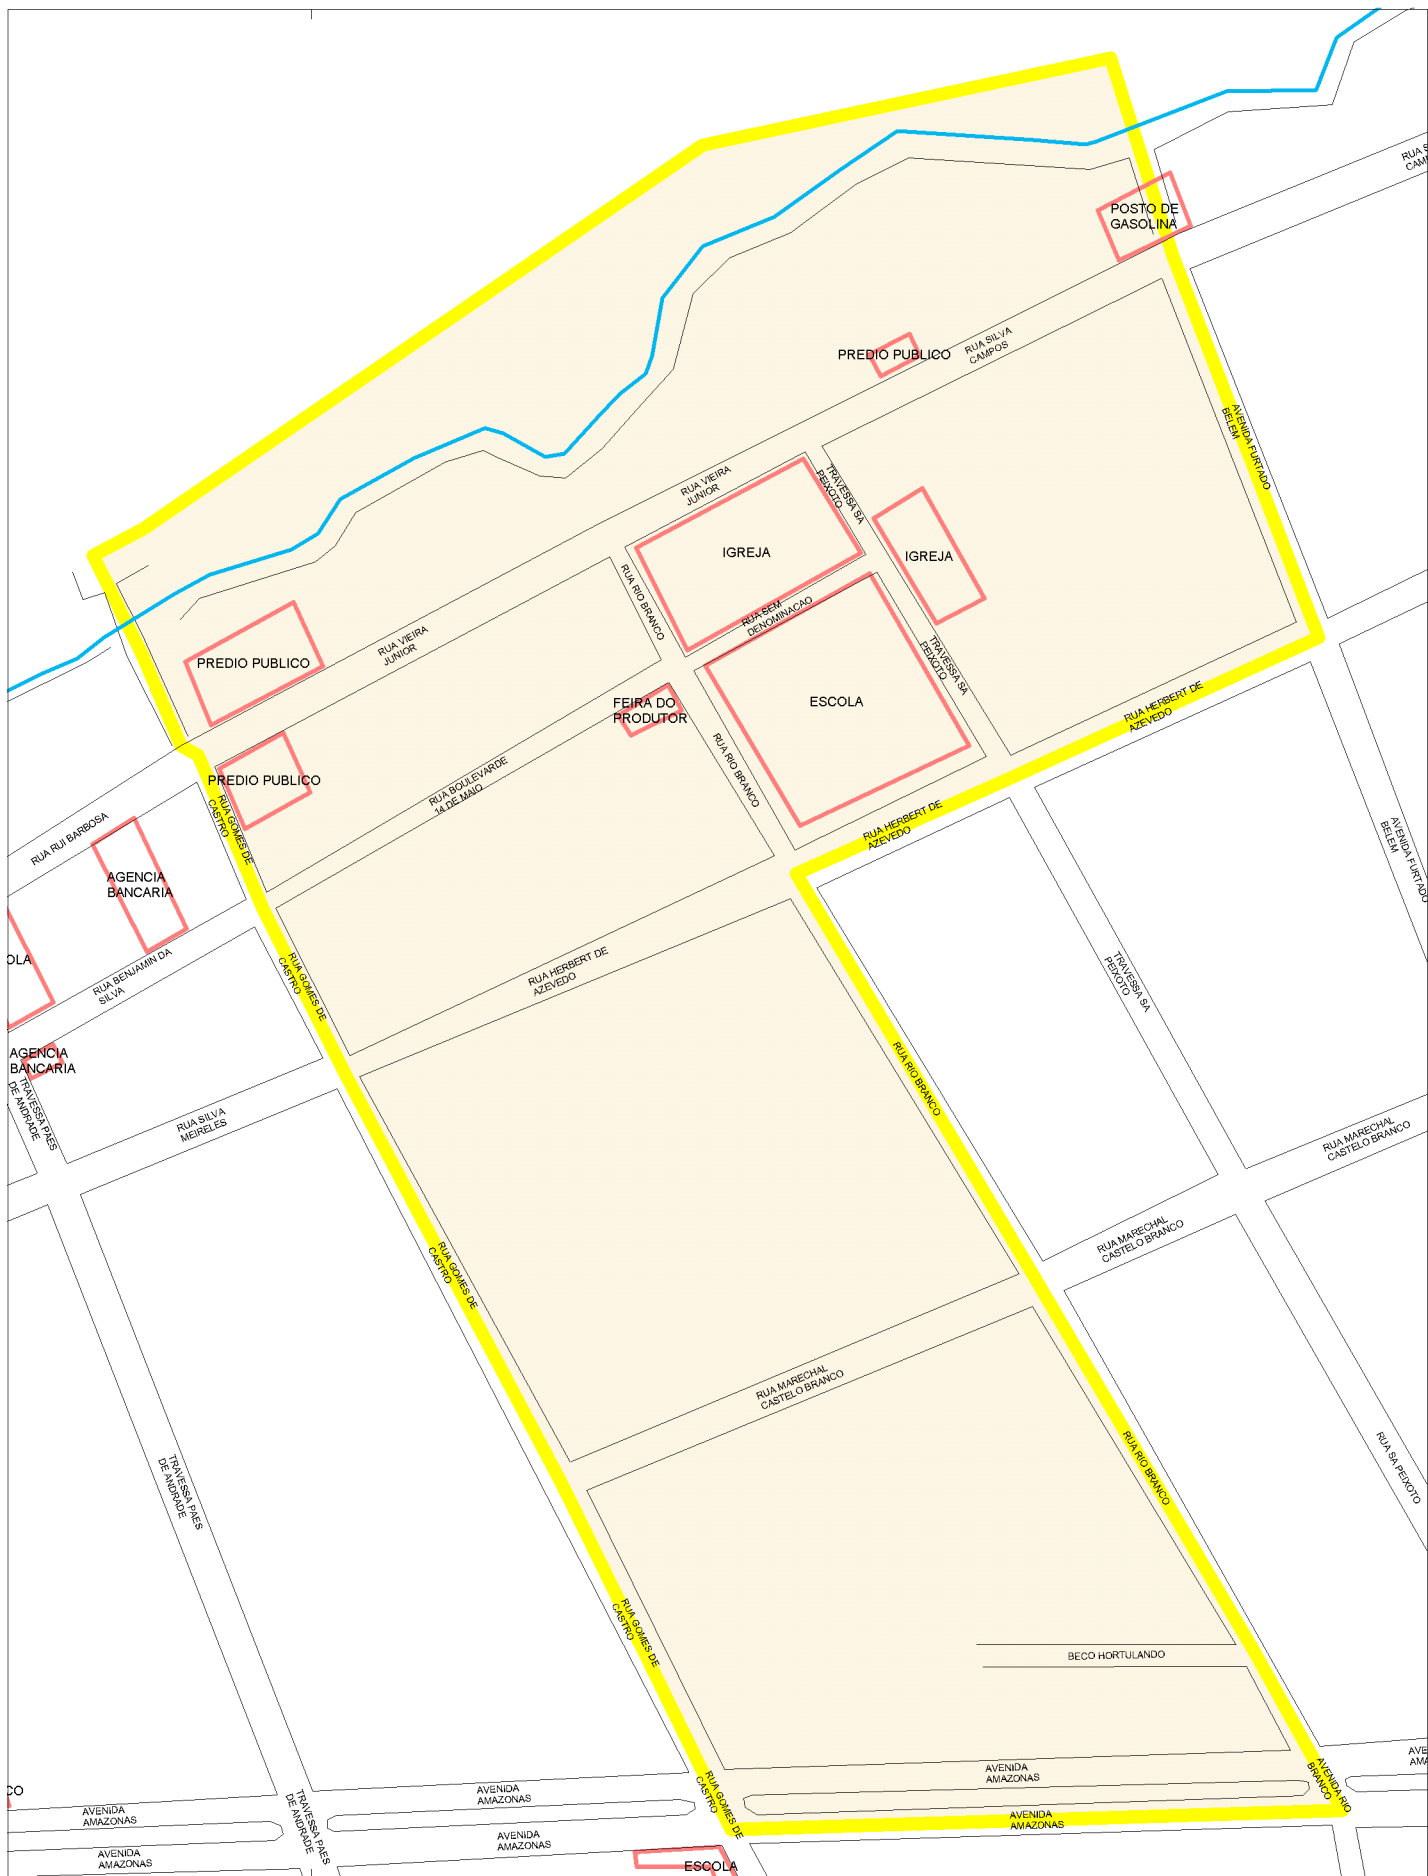 RUA S
CAM
POSTO DE
GASOLINA
RUA SILVA
CAMPOS
PREDIO PUBLICO
AVENIDA FURTADO
BELEM
RUA VIEIRA
JUNIOR
TRAVESSA SA
PEIXOTO
IGREJA
IGREJA
RUA RIO BRANCO
RUA SEM
DENOMINACAO
RUA VIEIRA
JUNIOR
PREDIO PUBLICO
TRAVESSA SA
PEIXOTO
ESCOLA
FEIRA DO
PRODUTOR
RUA HERBERT DE
AZEVEDO
RUA RIO BRANCO
PREDIO PUBLICO
RUA BOULEVARDE
14 DE MAIO
RUA GOMES DE
CASTRO
RUA HERBERT DE
AZEVEDO
RUA RUI BARBOSA
AVENIDA FURTADO
BELEM
AGENCIA
BANCARIA
OLA
RUA BENJAMIN DA
SILVA
RUA GOMES DE
CASTRO
RUA HERBERT DE
AZEVEDO
TRAVESSA SA
PEIXOTO
AGENCIA
BANCARIA
TRAVESSA PAES
DE ANDRADE
RUA SILVA
MEIRELES
RUA RIO BRANCO
RUA MARECHAL
CASTELO BRANCO
RUA MARECHAL
CASTELO BRANCO
RUA GOMES DE
CASTRO
RUA MARECHAL
CASTELO BRANCO
RUA RIO BRANCO
RUA SA PEIXOTO
TRAVESSA PAES
DE ANDRADE
RUA GOMES DE
CASTRO
BECO HORTULANDO
AVE
AMA
AVENIDA
AMAZONAS
AVENIDA RIO
BRANCO
RUA GOMES DE
CASTRO
CO
AVENIDA
AMAZONAS
AVENIDA
AMAZONAS
AVENIDA
AMAZONAS
TRAVESSA PAES
DE ANDRADE
AVENIDA
AMAZONAS
AVENIDA
AMAZONAS
ESCOLA